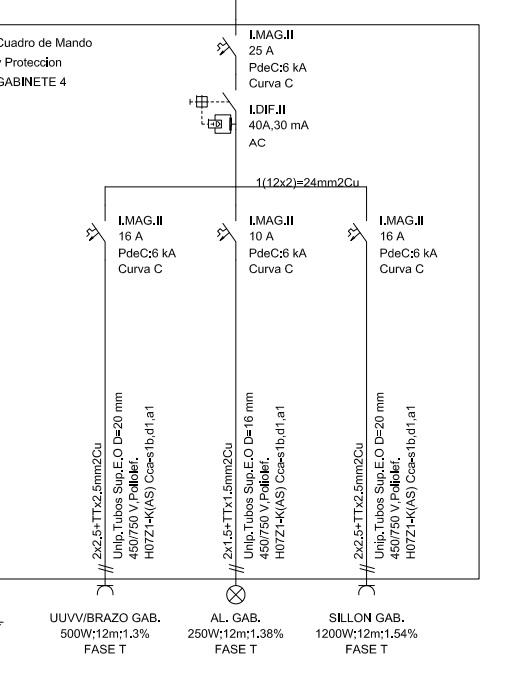 Cuadro de Mando
y Proteccion
GABINETE 4
I.MAG.II
25 A
PdeC:6 kA
Curva C
I.DIF.II
40A,30 mA
AC
1(12x2)=24mm2Cu
I.MAG.II
16 A
PdeC:6 kA
Curva C
I.MAG.II
10 A
PdeC:6 kA
Curva C
I.MAG.II
16 A
PdeC:6 kA
Curva C
2x2.5+TTx2.5mm2Cu
Unip.Tubos Sup.E.O D=20 mm
450/750 V,Poliolef.
H07Z1-K(AS) Cca-s1b,d1,a1
2x1.5+TTx1.5mm2Cu
Unip.Tubos Sup.E.O D=16 mm
450/750 V,Poliolef.
H07Z1-K(AS) Cca-s1b,d1,a1
2x2.5+TTx2.5mm2Cu
Unip.Tubos Sup.E.O D=20 mm
450/750 V,Poliolef.
H07Z1-K(AS) Cca-s1b,d1,a1
UUVV/BRAZO GAB.
500W;12m;1.3%
FASE T
AL. GAB.
250W;12m;1.38%
FASE T
SILLON GAB.
1200W;12m;1.54%
FASE T